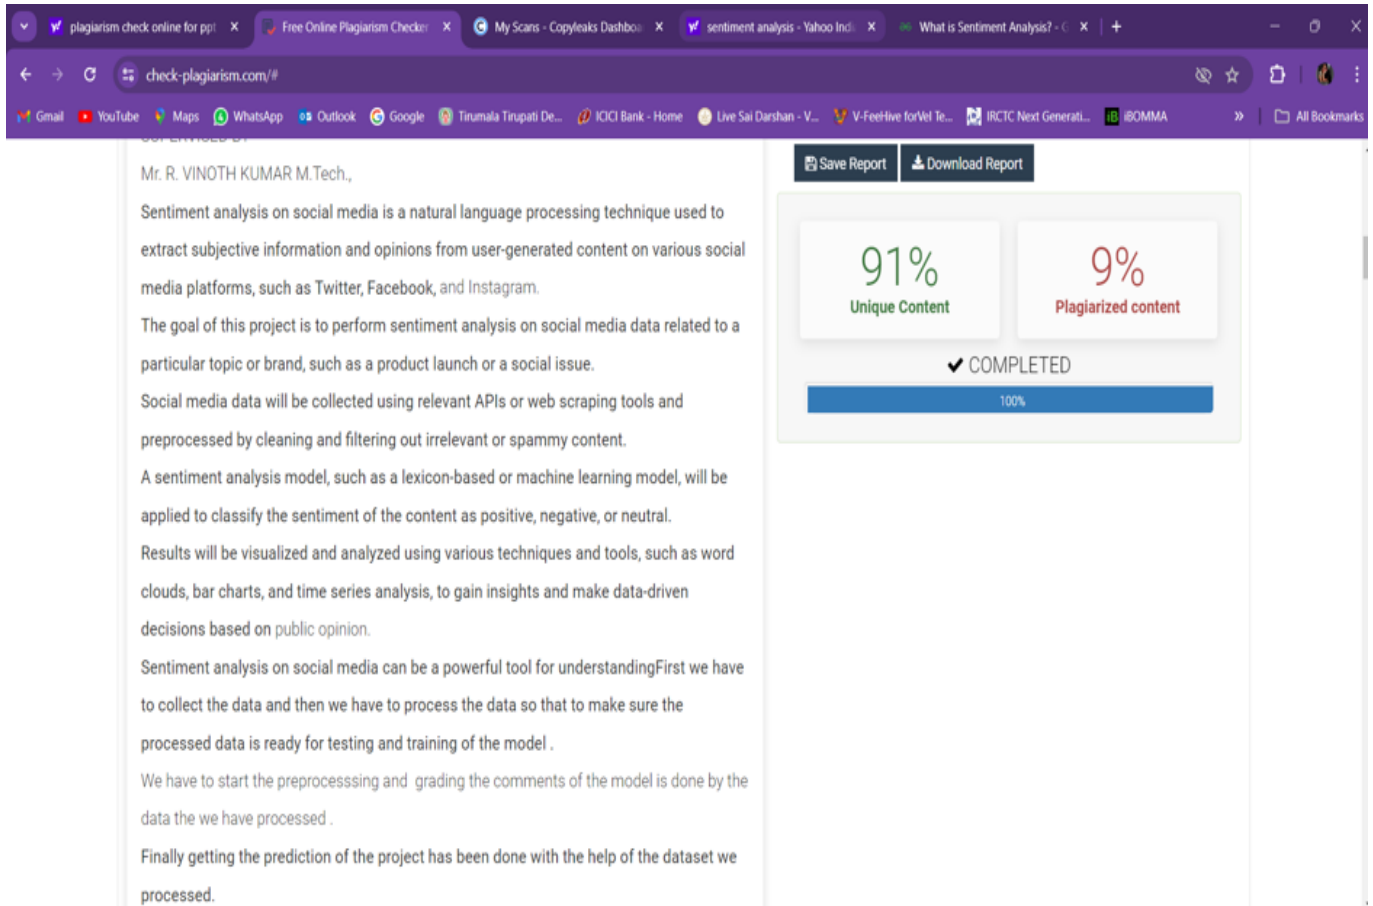 plagiarism check online for ppt
Free Online Plagiarism Checker
My Scans - Copyleaks Dashboa
sentiment analysis - Yahoo Indi
What is Sentiment Analysis? - G
check-plagiarism.com/#
Gmail YouTube Maps WhatsApp Outlook Google Tirumala Tirupati De... ICICI Bank - Home Live Sai Darshan - V... V-FeeHive forVel Te... IRCTC Next Generati... iB iBOMMA » All Bookmarks
SUPERVISED BY
Mr. R. VINOTH KUMAR M.Tech.,
Sentiment analysis on social media is a natural language processing technique used to
extract subjective information and opinions from user-generated content on various social
media platforms, such as Twitter, Facebook, and Instagram.
The goal of this project is to perform sentiment analysis on social media data related to a
particular topic or brand, such as a product launch or a social issue.
Social media data will be collected using relevant APIs or web scraping tools and
preprocessed by cleaning and filtering out irrelevant or spammy content.
A sentiment analysis model, such as a lexicon-based or machine learning model, will be
applied to classify the sentiment of the content as positive, negative, or neutral.
Results will be visualized and analyzed using various techniques and tools, such as word
clouds, bar charts, and time series analysis, to gain insights and make data-driven
decisions based on public opinion.
Sentiment analysis on social media can be a powerful tool for understandingFirst we have
to collect the data and then we have to process the data so that to make sure the
processed data is ready for testing and training of the model .
We have to start the preprocesssing and  grading the comments of the model is done by the
data the we have processed .
Finally getting the prediction of the project has been done with the help of the dataset we
processed.
Save Report Download Report
91% 9%
Unique Content Plagiarized content
COMPLETED
100%